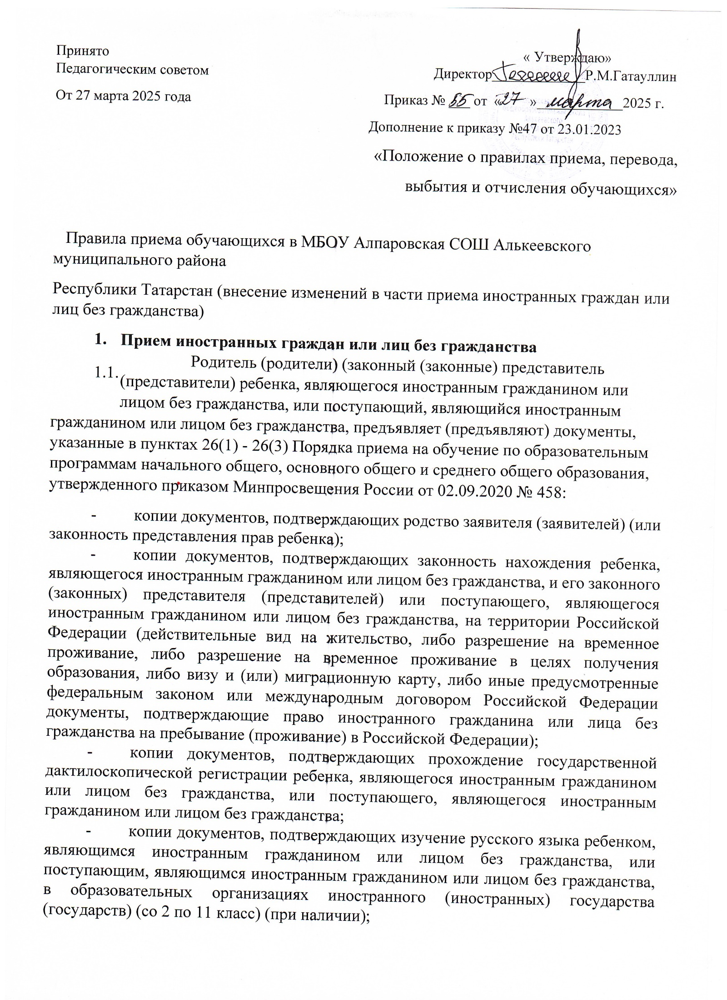 Принято
Педагогическим советом
От 27 марта 2025 года
« Утверждаю»
Директор Р.М.Гатауллин
Приказ № 55 от «27» марта 2025 г.
Дополнение к приказу №47 от 23.01.2023
«Положение о правилах приема, перевода,
выбытия и отчисления обучающихся»
Правила приема обучающихся в МБОУ Алпаровская СОШ Алькеевского
муниципального района
Республики Татарстан (внесение изменений в части приема иностранных граждан или
лиц без гражданства)
1. Прием иностранных граждан или лиц без гражданства
1.1. Родитель (родители) (законный (законные) представитель
(представители) ребенка, являющегося иностранным гражданином или
лицом без гражданства, или поступающий, являющийся иностранным
гражданином или лицом без гражданства, предъявляет (предъявляют) документы,
указанные в пунктах 26(1) - 26(3) Порядка приема на обучение по образовательным
программам начального общего, основного общего и среднего общего образования,
утвержденного приказом Минпросвещения России от 02.09.2020 № 458:
- копии документов, подтверждающих родство заявителя (заявителей) (или
законность представления прав ребенка);
- копии документов, подтверждающих законность нахождения ребенка,
являющегося иностранным гражданином или лицом без гражданства, и его законного
(законных) представителя (представителей) или поступающего, являющегося
иностранным гражданином или лицом без гражданства, на территории Российской
Федерации (действительные вид на жительство, либо разрешение на временное
проживание, либо разрешение на временное проживание в целях получения
образования, либо визу и (или) миграционную карту, либо иные предусмотренные
федеральным законом или международным договором Российской Федерации
документы, подтверждающие право иностранного гражданина или лица без
гражданства на пребывание (проживание) в Российской Федерации);
- копии документов, подтверждающих прохождение государственной
дактилоскопической регистрации ребенка, являющегося иностранным гражданином
или лицом без гражданства, или поступающего, являющегося иностранным
гражданином или лицом без гражданства;
- копии документов, подтверждающих изучение русского языка ребенком,
являющимся иностранным гражданином или лицом без гражданства, или
поступающим, являющимся иностранным гражданином или лицом без гражданства,
в образовательных организациях иностранного (иностранных) государства
(государств) (со 2 по 11 класс) (при наличии);